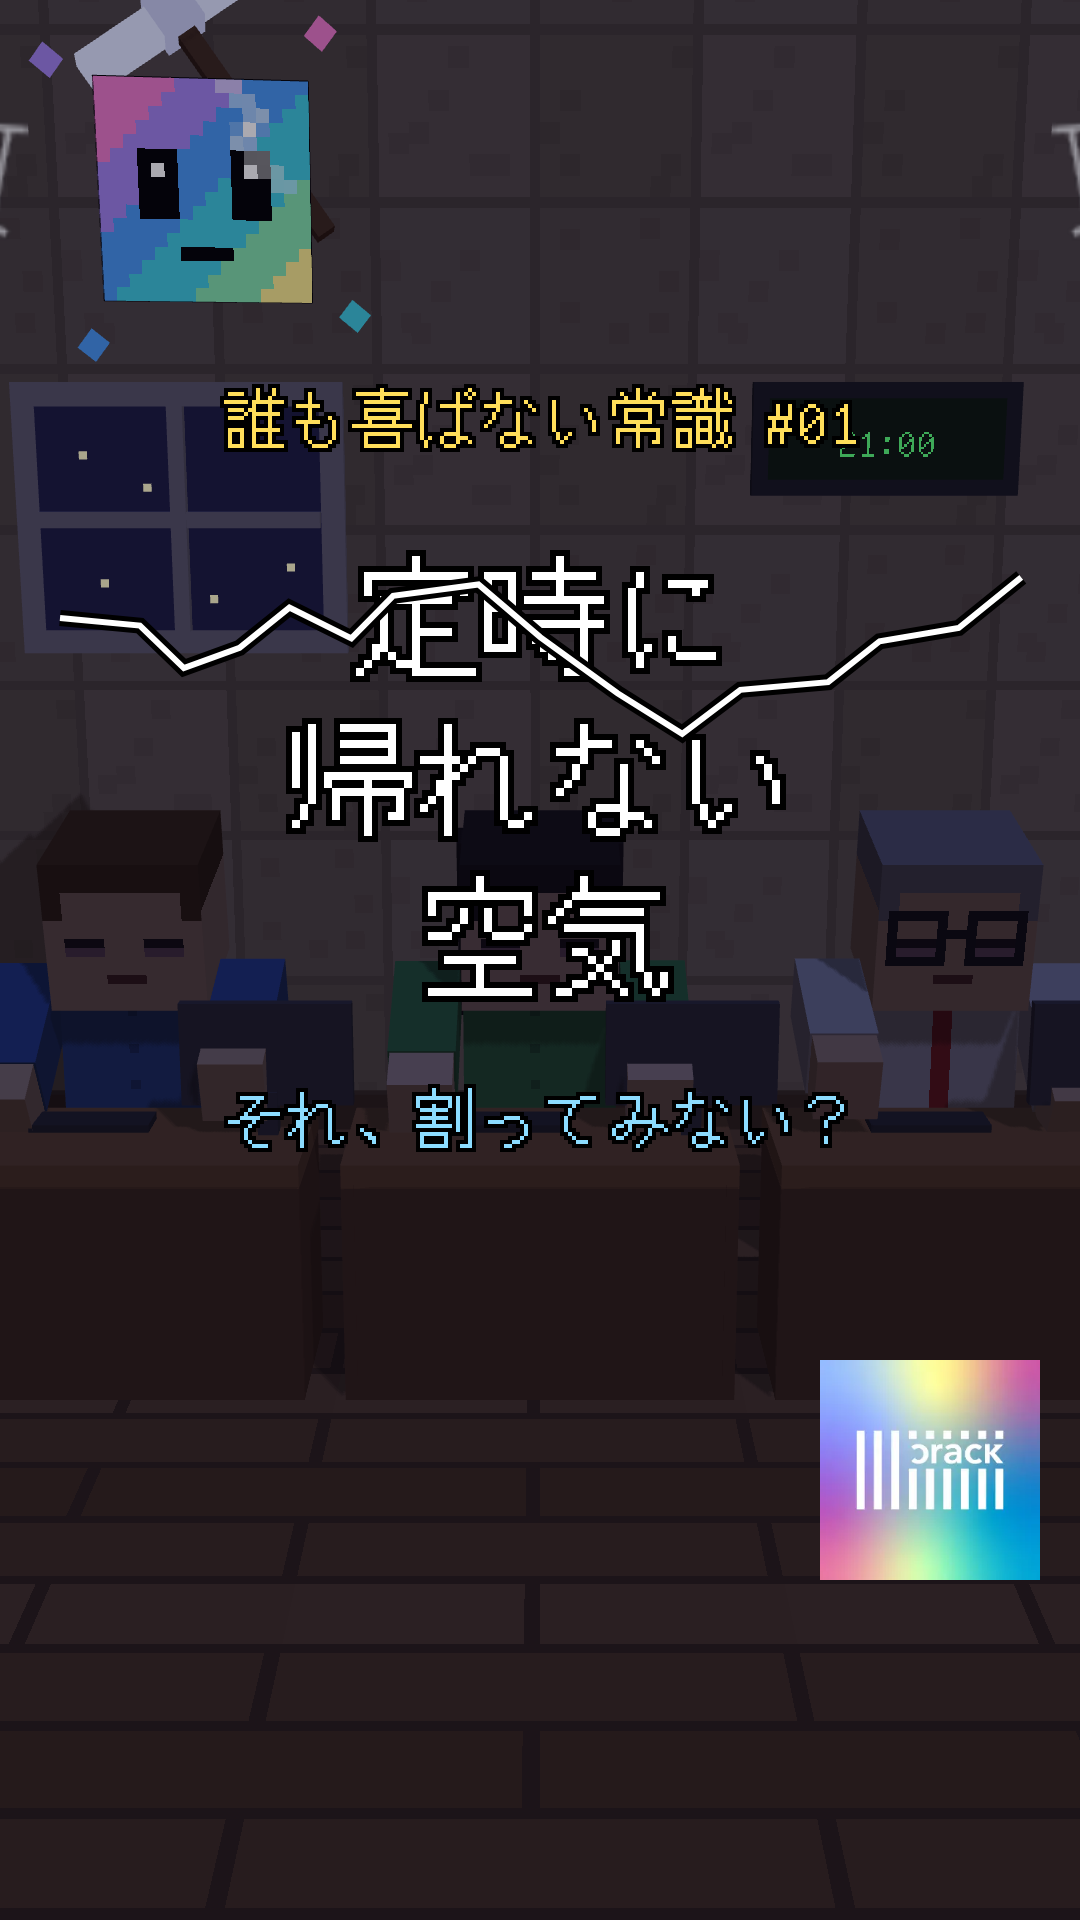 誰も喜ばない常識 #01
21:00
定時に
帰れない
空気
それ、割ってみない？
crack